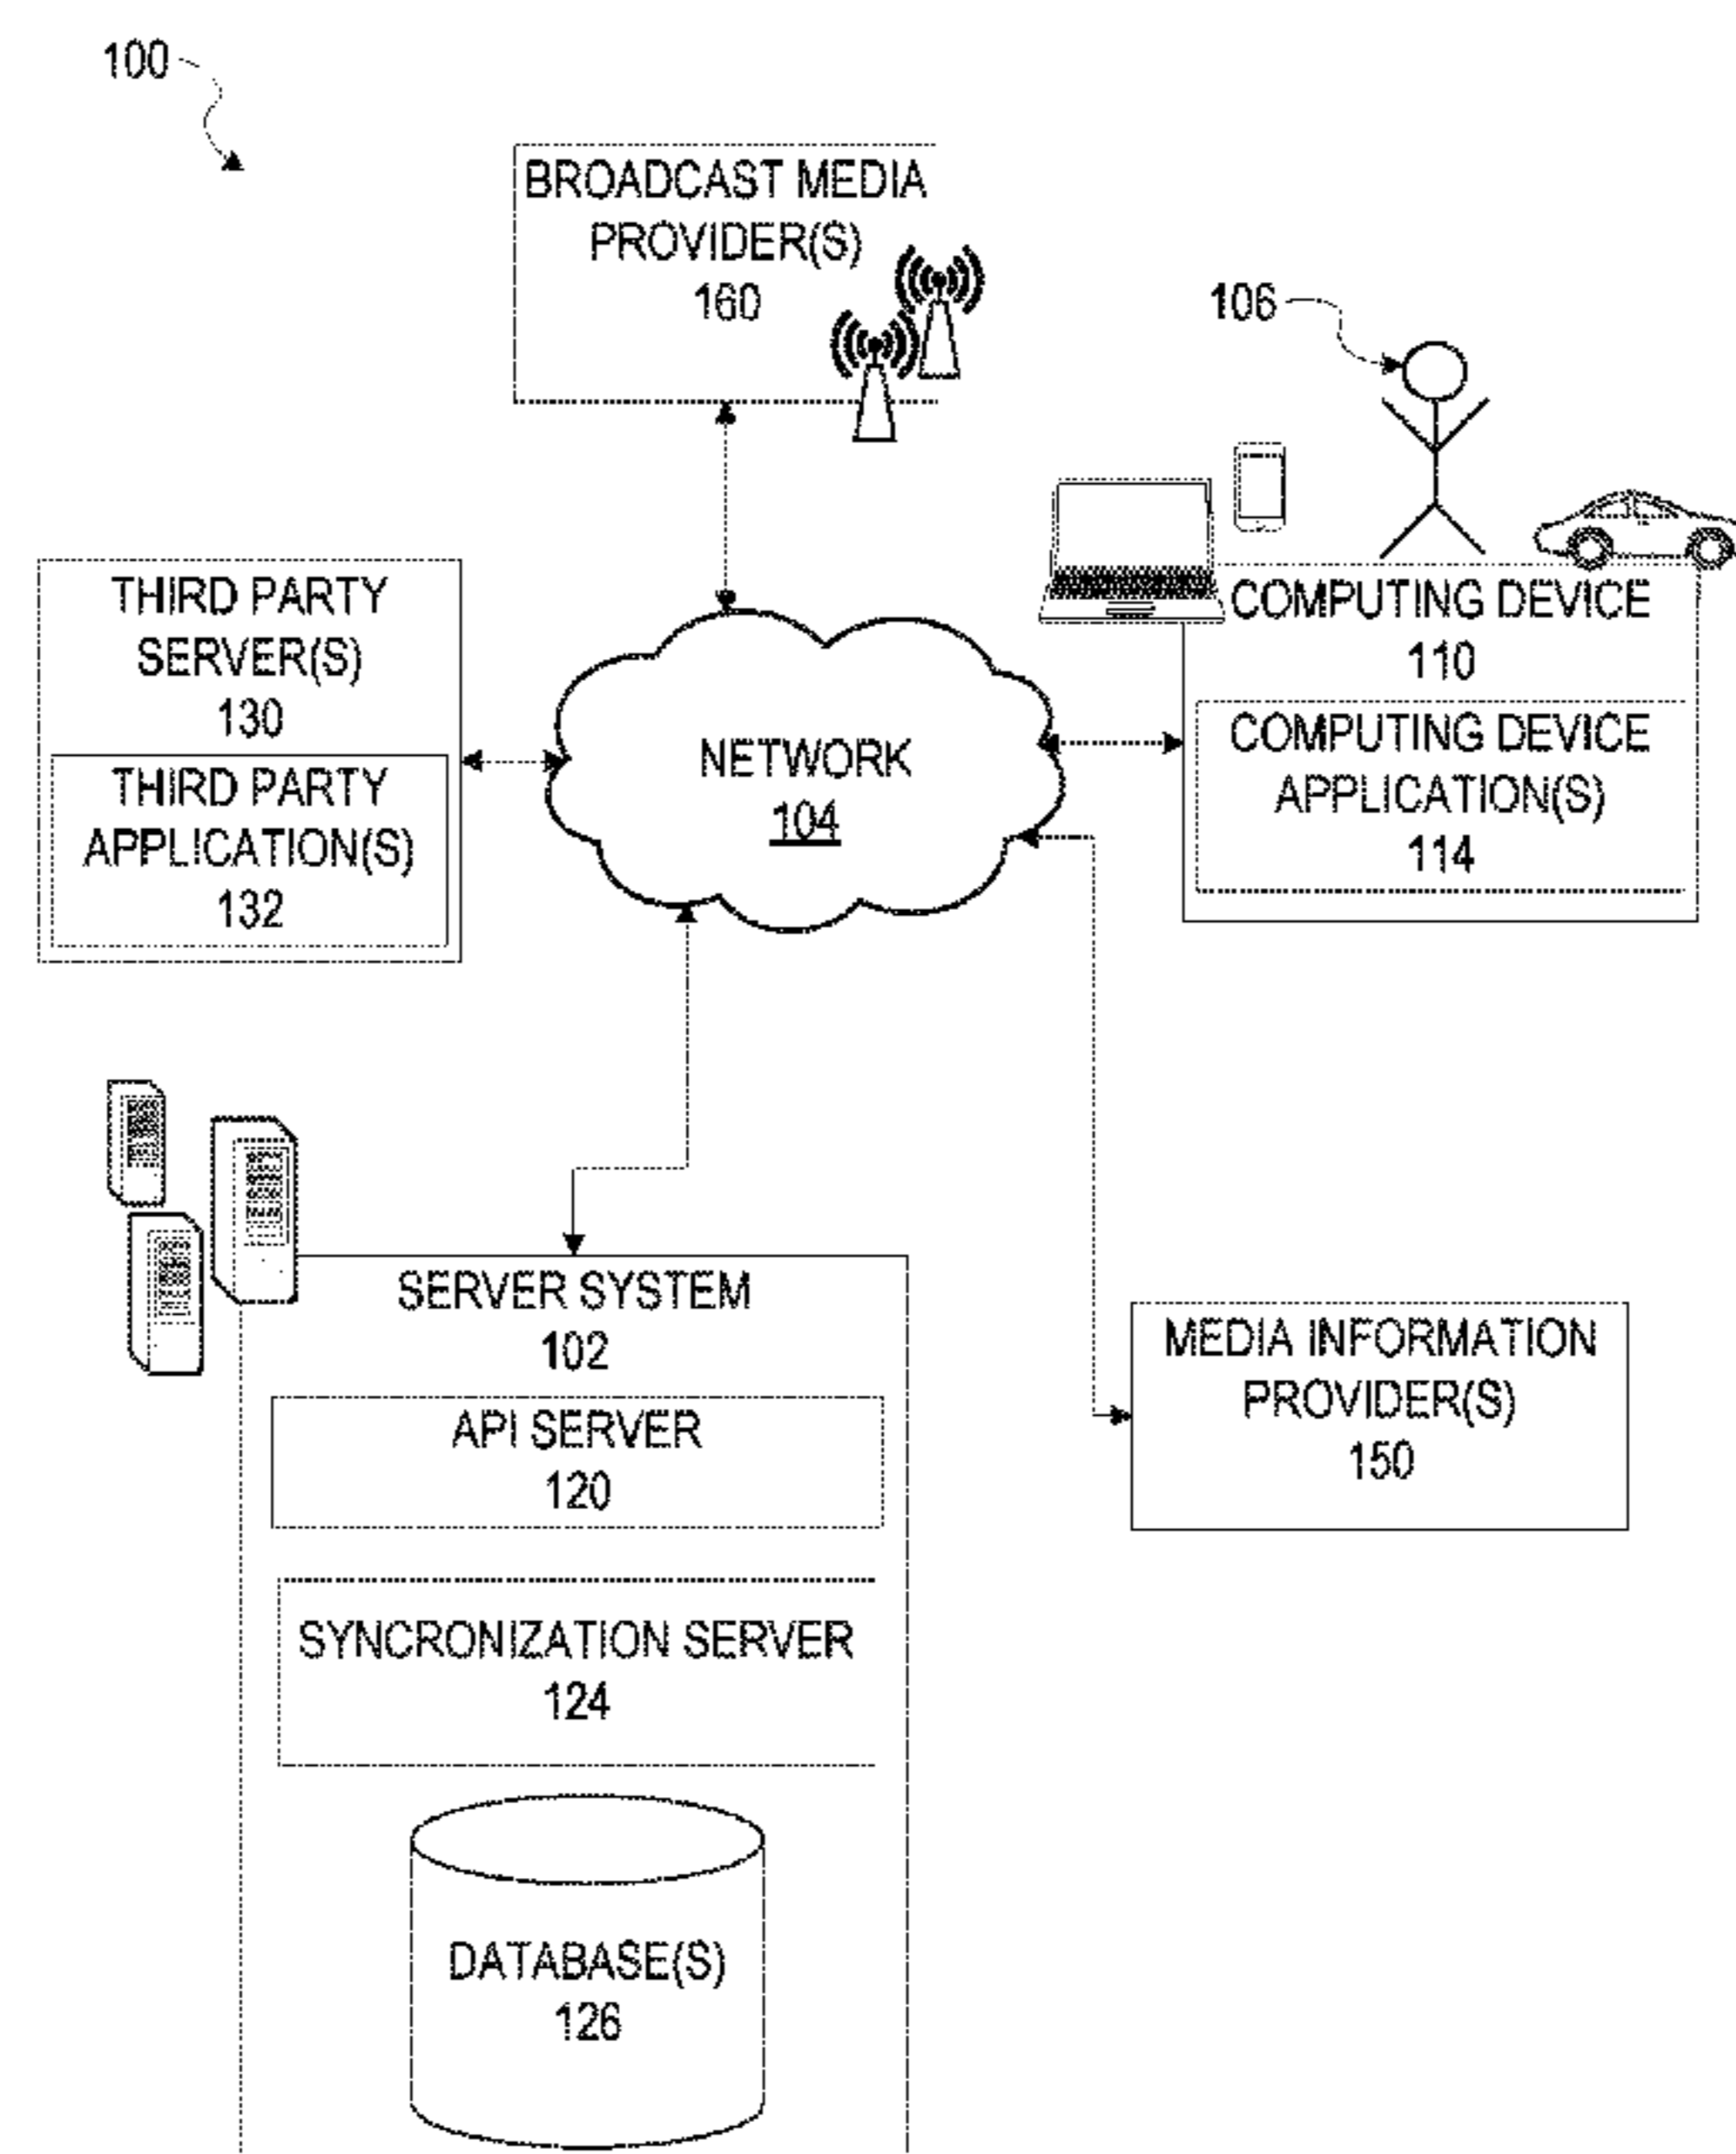 100
BROADCAST MEDIA
PROVIDER(S)
160
106
THIRD PARTY
SERVER(S)
130
THIRD PARTY
APPLICATION(S)
132
NETWORK
104
COMPUTING DEVICE
110
COMPUTING DEVICE
APPLICATION(S)
114
SERVER SYSTEM
102
API SERVER
120
SYNCRONIZATION SERVER
124
DATABASE(S)
126
MEDIA INFORMATION
PROVIDER(S)
150